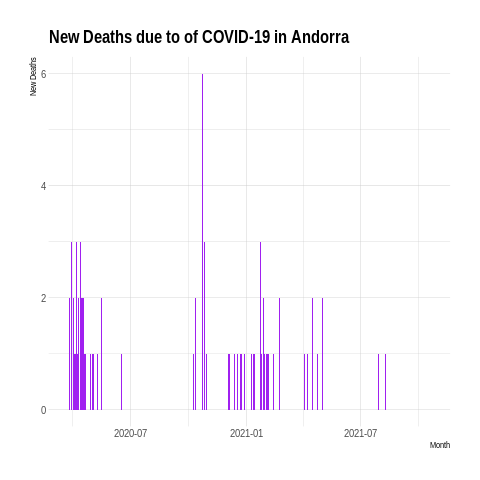 New Deaths due to of COVID-19 in Andorra
New Deaths
6
4
2
0
2020-07
2021-01
2021-07
Month